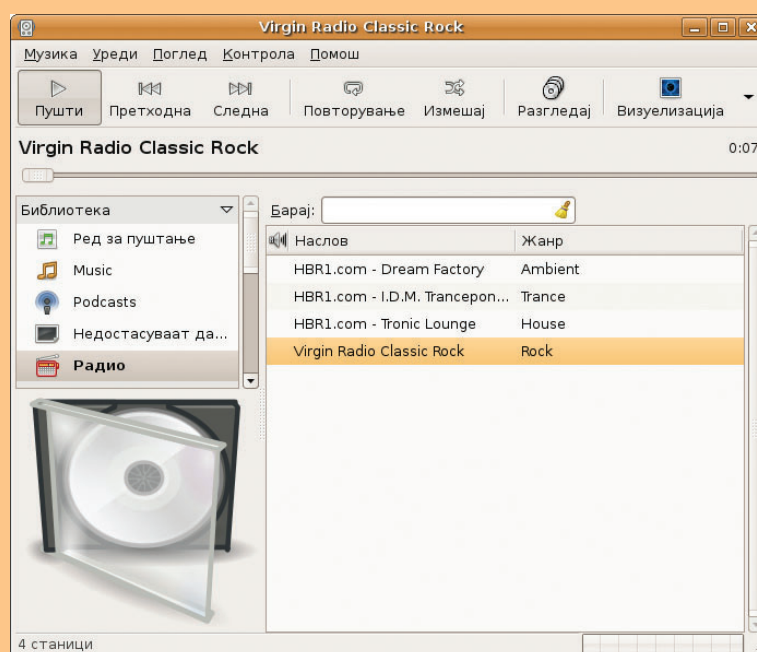 Virgin Radio Classic Rock
Музика Уреди Поглед Контрола Помош
Пушти Претходна Следна Повторување Измешај Разгледај Визуелизација
Virgin Radio Classic Rock 0:07
Библиотека
Ред за пуштање
Music
Podcasts
Недостасуваат да...
Радио
Барај:
Наслов Жанр
HBR1.com - Dream Factory Ambient
HBR1.com - I.D.M. Trancepon... Trance
HBR1.com - Tronic Lounge House
Virgin Radio Classic Rock Rock
4 станици